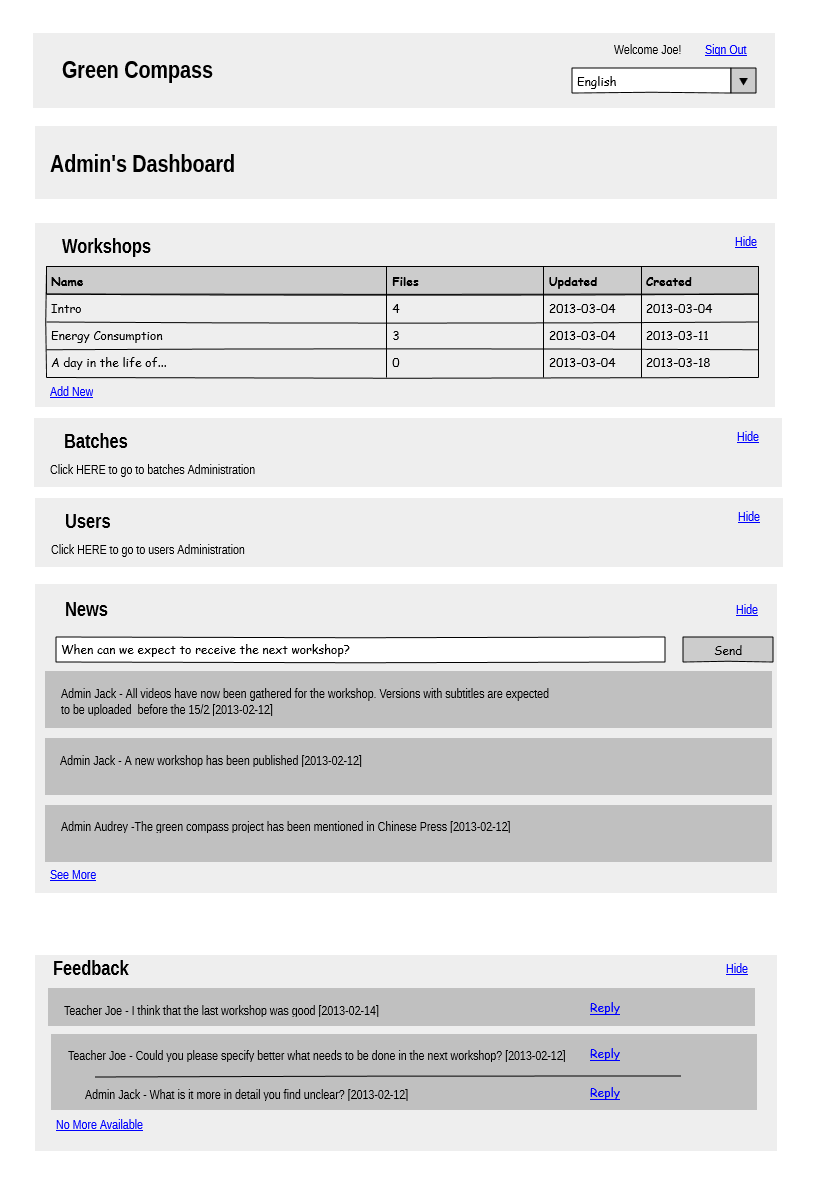 Welcome Joe! Sign Out
Green Compass
English
Admin's Dashboard
Workshops Hide
Name Files Updated Created
Intro 4 2013-03-04 2013-03-04
Energy Consumption 3 2013-03-04 2013-03-11
A day in the life of... 0 2013-03-04 2013-03-18
Add New
Batches Hide
Click HERE to go to batches Administration
Users Hide
Click HERE to go to users Administration
News Hide
When can we expect to receive the next workshop? Send
Admin Jack - All videos have now been gathered for the workshop. Versions with subtitles are expected
to be uploaded  before the 15/2 [2013-02-12]
Admin Jack - A new workshop has been published [2013-02-12]
Admin Audrey -The green compass project has been mentioned in Chinese Press [2013-02-12]
See More
Feedback Hide
Teacher Joe - I think that the last workshop was good [2013-02-14] Reply
Teacher Joe - Could you please specify better what needs to be done in the next workshop? [2013-02-12] Reply
Admin Jack - What is it more in detail you find unclear? [2013-02-12] Reply
No More Available